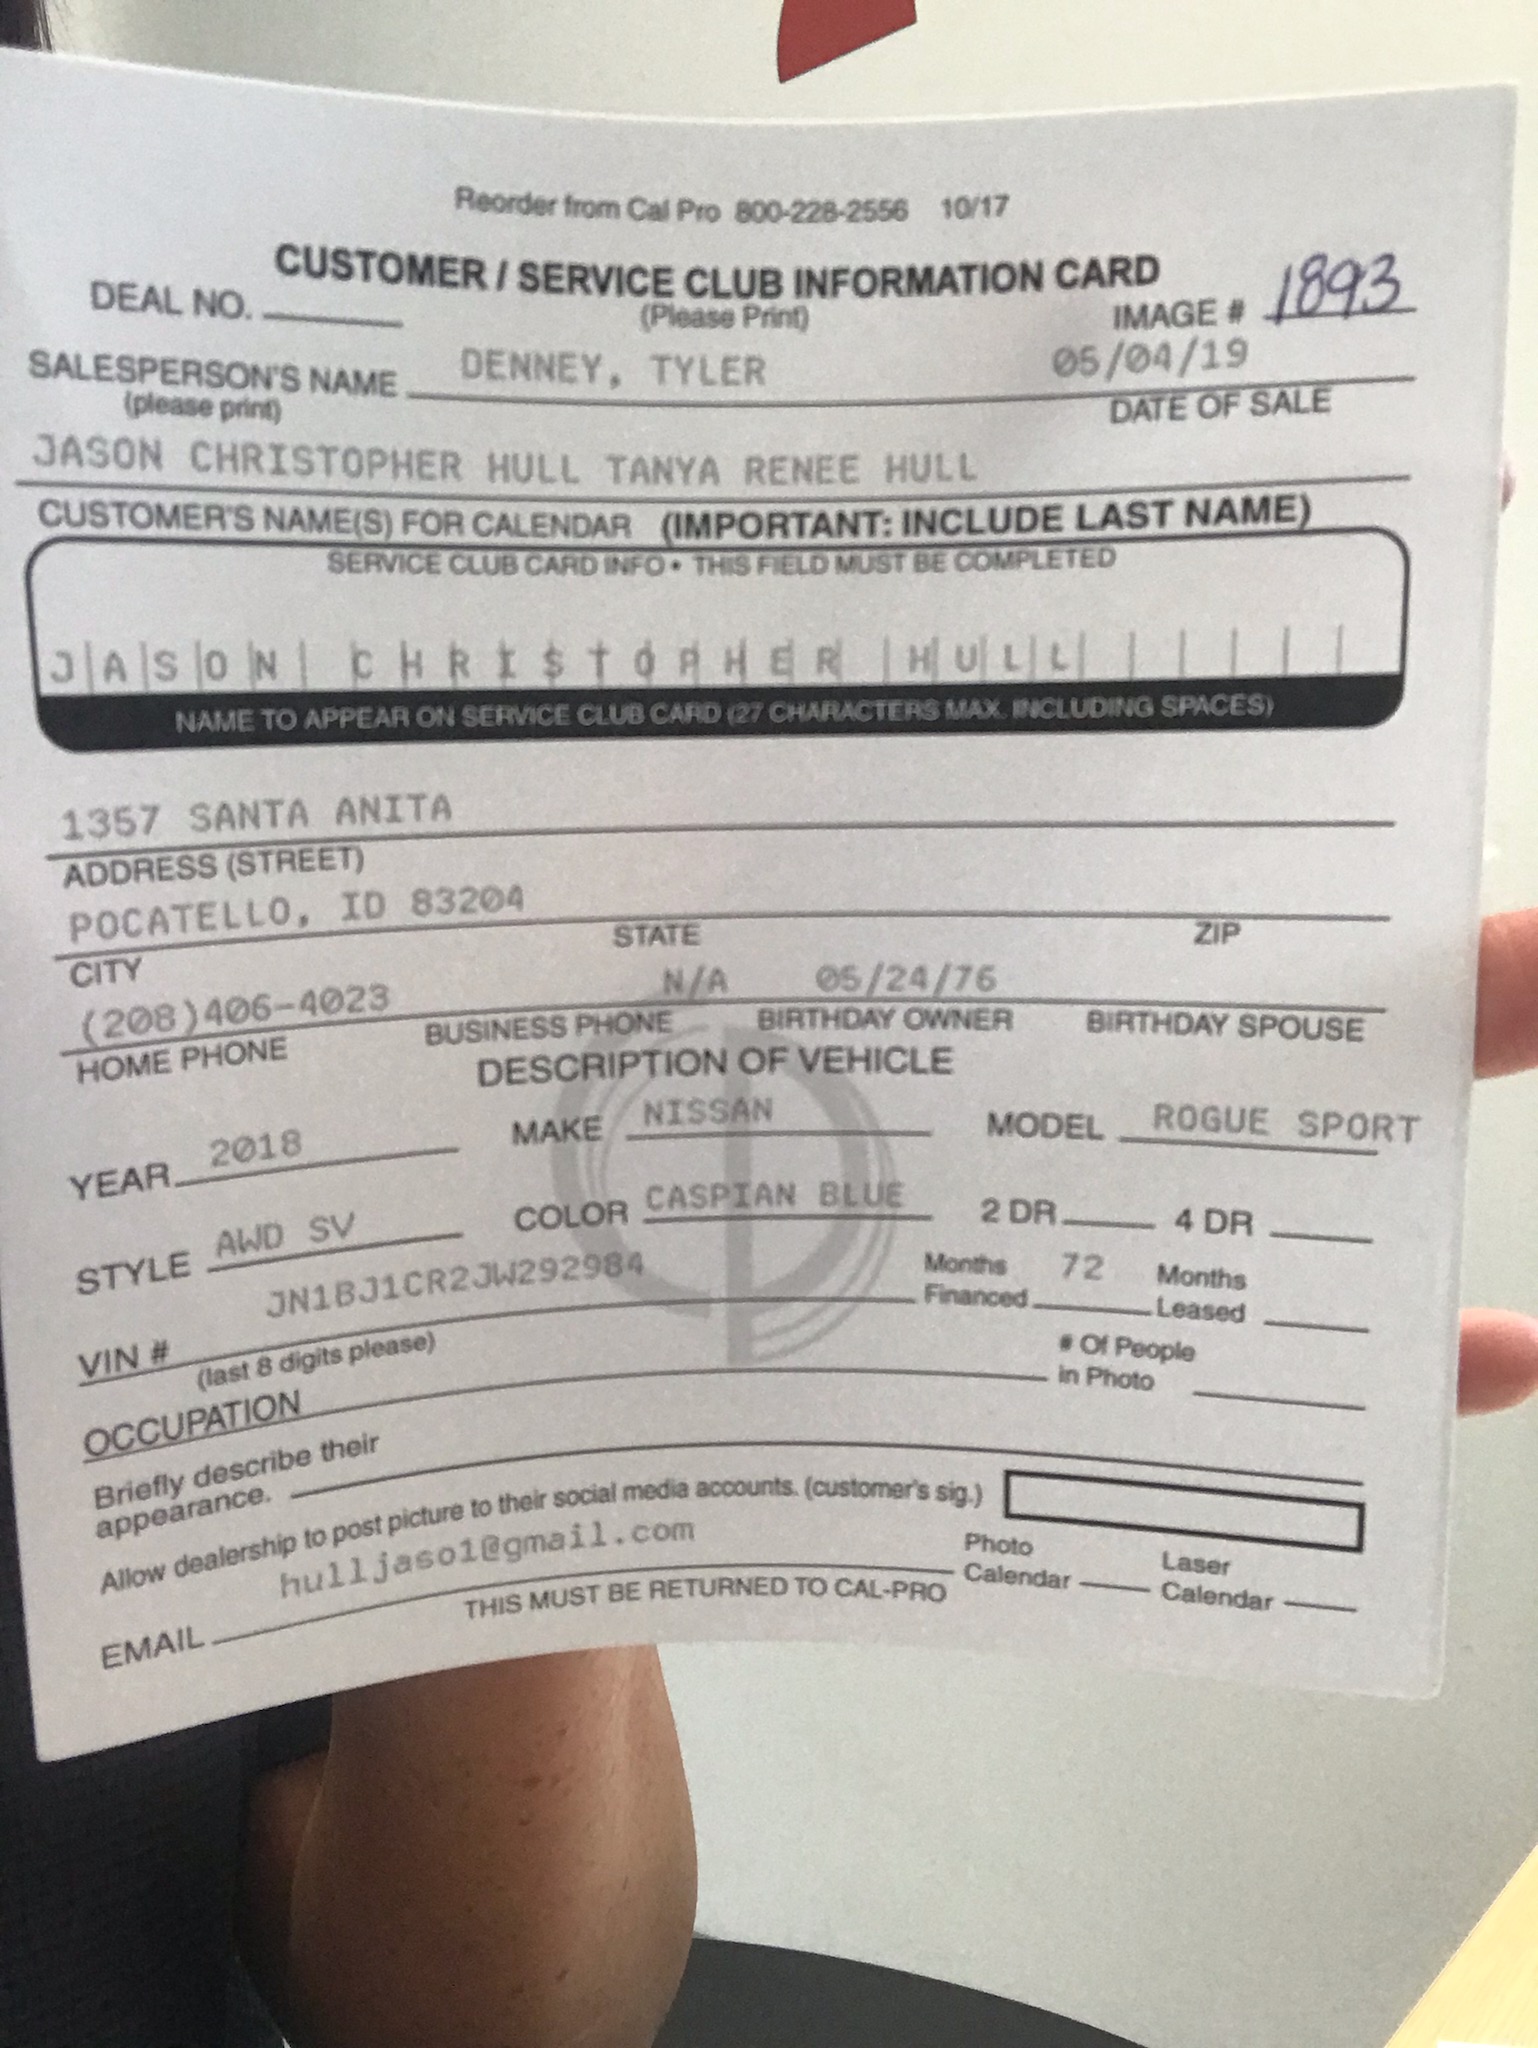 Reorder from Cal Pro 800-228-2556 10/17
CUSTOMER / SERVICE CLUB INFORMATION CARD
(Please Print)
DEAL NO. IMAGE # 1893
SALESPERSON'S NAME DENNEY, TYLER 05/04/19
(please print) DATE OF SALE
JASON CHRISTOPHER HULL TANYA RENEE HULL
CUSTOMER'S NAME(S) FOR CALENDAR (IMPORTANT: INCLUDE LAST NAME)
SERVICE CLUB CARD INFO • THIS FIELD MUST BE COMPLETED
JASON CHRISTOPHER HULL
NAME TO APPEAR ON SERVICE CLUB CARD (27 CHARACTERS MAX. INCLUDING SPACES)
1357 SANTA ANITA
ADDRESS (STREET)
POCATELLO, ID 83204
CITY STATE ZIP
(208)406-4023 N/A 05/24/76
HOME PHONE BUSINESS PHONE BIRTHDAY OWNER BIRTHDAY SPOUSE
DESCRIPTION OF VEHICLE
YEAR 2018 MAKE NISSAN MODEL ROGUE SPORT
STYLE AWD SV COLOR CASPIAN BLUE 2 DR 4 DR
VIN # JN1BJ1CR2JW292984 Months Financed 72 Months Leased
(last 8 digits please)
OCCUPATION # Of People in Photo
Briefly describe their
appearance.
Allow dealership to post picture to their social media accounts. (customer's sig.)
EMAIL hulljaso1@gmail.com Photo Calendar Laser Calendar
THIS MUST BE RETURNED TO CAL-PRO